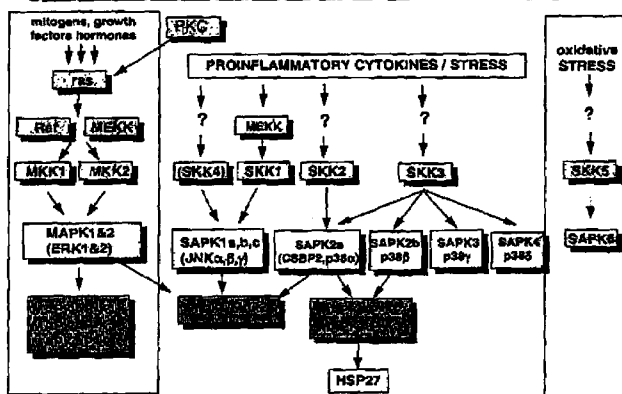 mitogens, growth
factors hormones
PKC
ras
Raf MEKK
MKK1 MKK2
MAPK1&2
(ERK1&2)
PROINFLAMMATORY CYTOKINES / STRESS
? ? ?
MEKK
(SKK4) SKK1 SKK2 SKK3
SAPK1a,b,c
(JNKα,β,γ)
SAPK2a
(CSBP2,p38α)
SAPK2b
p38β
SAPK3
p38γ
SAPK4
p38δ
HSP27
oxidative
STRESS
?
SKK5